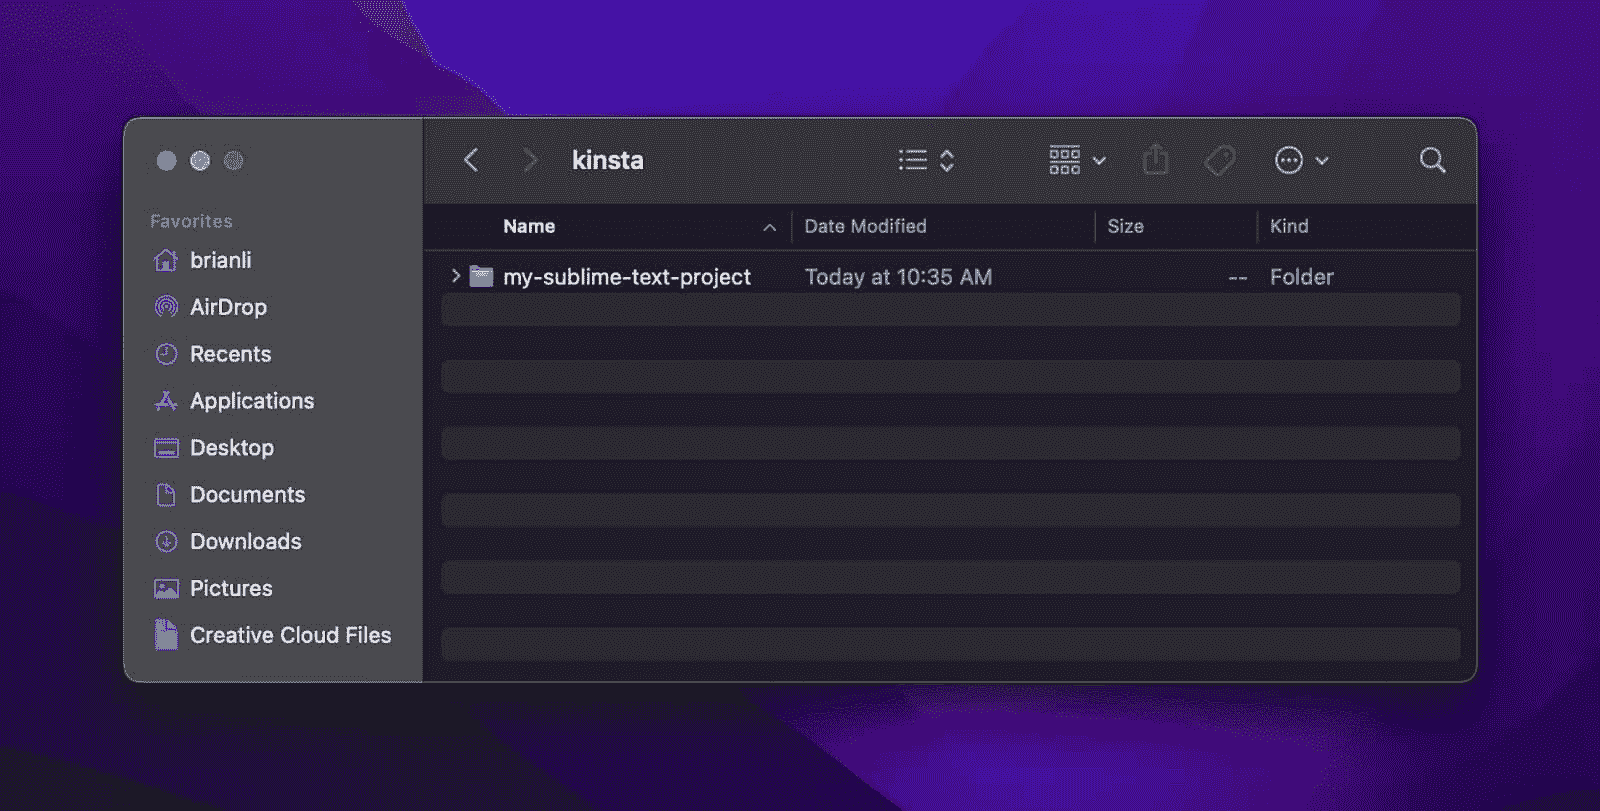 kinsta
Favorites
brianli
AirDrop
Recents
Applications
Desktop
Documents
Downloads
Pictures
Creative Cloud Files
Name Date Modified Size Kind
my-sublime-text-project Today at 10:35 AM -- Folder